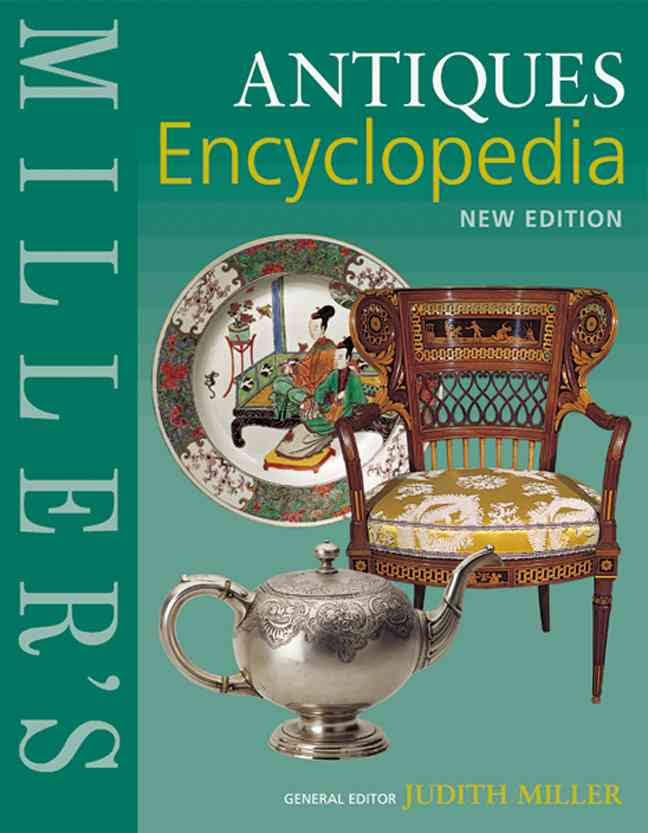 MILLER'S
ANTIQUES
Encyclopedia
NEW EDITION
GENERAL EDITOR JUDITH MILLER